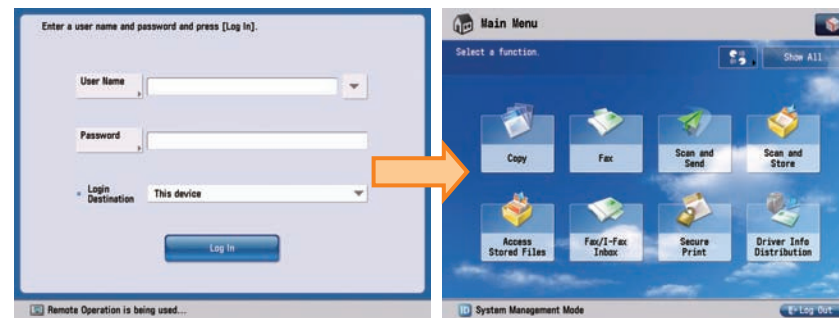 Enter a user name and password and press [Log In].
User Name
Password
Login
Destination
This device
Log In
Remote Operation is being used...
Main Menu
Select a function.
Show All
Copy
Fax
Scan and
Send
Scan and
Store
Access
Stored Files
Fax/I-Fax
Inbox
Secure
Print
Driver Info
Distribution
ID System Management Mode
Log Out